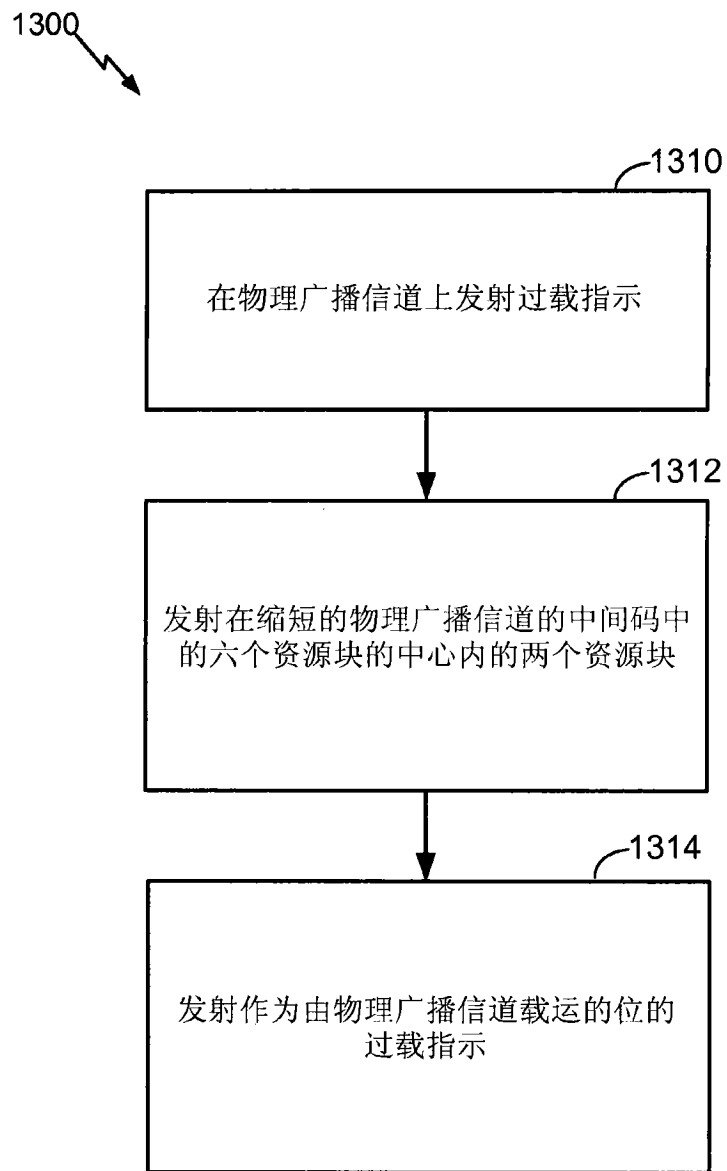 1300
1310
在物理广播信道上发射过载指示
1312
发射在缩短的物理广播信道的中间码中
的六个资源块的中心内的两个资源块
1314
发射作为由物理广播信道载运的位的
过载指示